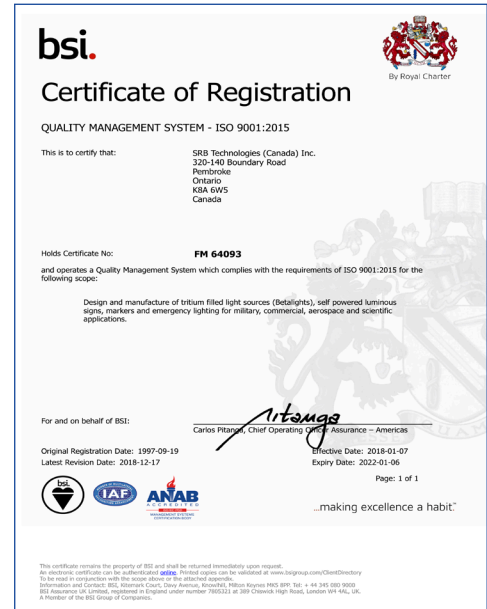 bsi.
By Royal Charter
Certificate of Registration
QUALITY MANAGEMENT SYSTEM - ISO 9001:2015
This is to certify that:
SRB Technologies (Canada) Inc.
320-140 Boundary Road
Pembroke
Ontario
K8A 6W5
Canada
Holds Certificate No:
FM 64093
and operates a Quality Management System which complies with the requirements of ISO 9001:2015 for the
following scope:
Design and manufacture of tritium filled light sources (Betalights), self powered luminous
signs, markers and emergency lighting for military, commercial, aerospace and scientific
applications.
For and on behalf of BSI:
Carlos Pitanga, Chief Operating Officer Assurance – Americas
Original Registration Date: 1997-09-19
Effective Date: 2018-01-07
Latest Revision Date: 2018-12-17
Expiry Date: 2022-01-06
Page: 1 of 1
bsi.
IAF
ANAB
ACCREDITED
MANAGEMENT SYSTEMS
CERTIFICATION BODY
...making excellence a habit.™
This certificate remains the property of BSI and shall be returned immediately upon request.
An electronic certificate can be authenticated online. Printed copies can be validated at www.bsigroup.com/ClientDirectory
To be read in conjunction with the scope above or the attached appendix.
Information and Contact: BSI, Kitemark Court, Davy Avenue, Knowlhill, Milton Keynes MK5 8PP. Tel: + 44 345 080 9000
BSI Assurance UK Limited, registered in England under number 7805321 at 389 Chiswick High Road, London W4 4AL, UK.
A Member of the BSI Group of Companies.